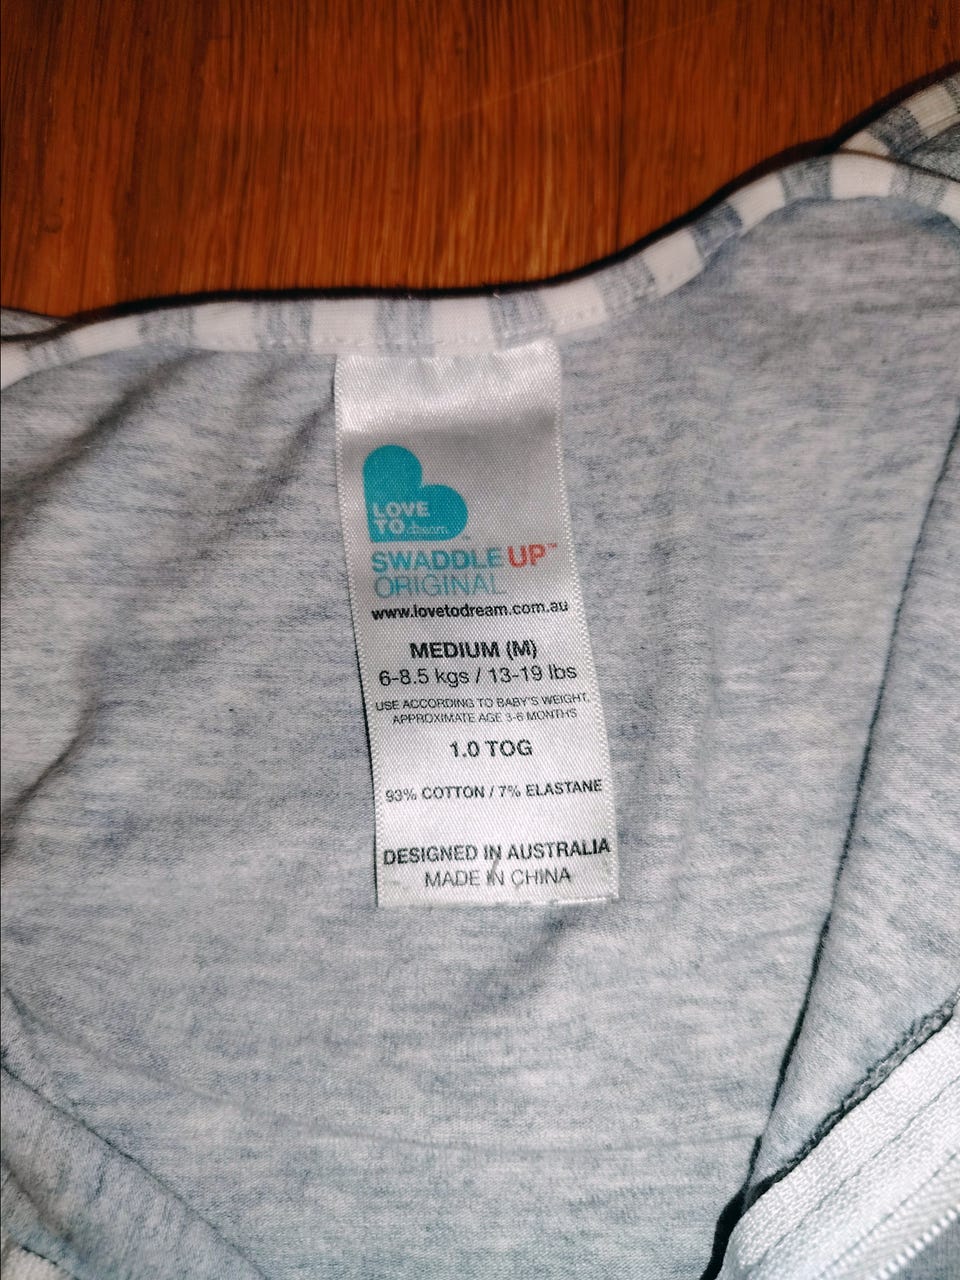 LOVE
TO dream™
SWADDLE UP™
ORIGINAL
www.lovetodream.com.au
MEDIUM (M)
6-8.5 kgs / 13-19 lbs
USE ACCORDING TO BABY'S WEIGHT.
APPROXIMATE AGE 3-6 MONTHS
1.0 TOG
93% COTTON / 7% ELASTANE
DESIGNED IN AUSTRALIA
MADE IN CHINA